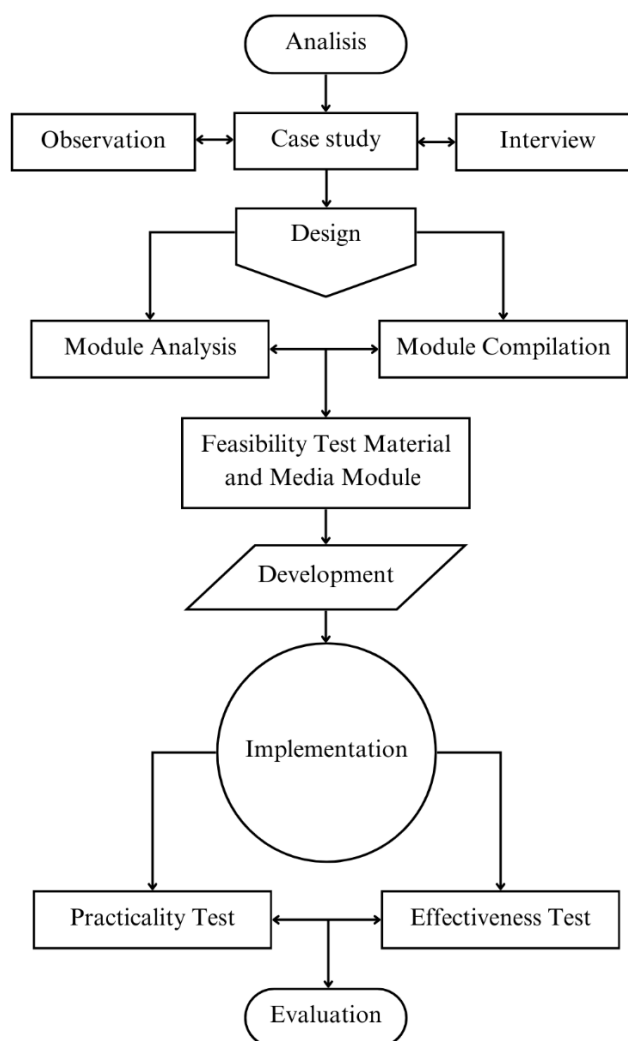 Analisis
Observation
Case study
Interview
Design
Module Analysis
Module Compilation
Feasibility Test Material
and Media Module
Development
Implementation
Practicality Test
Effectiveness Test
Evaluation